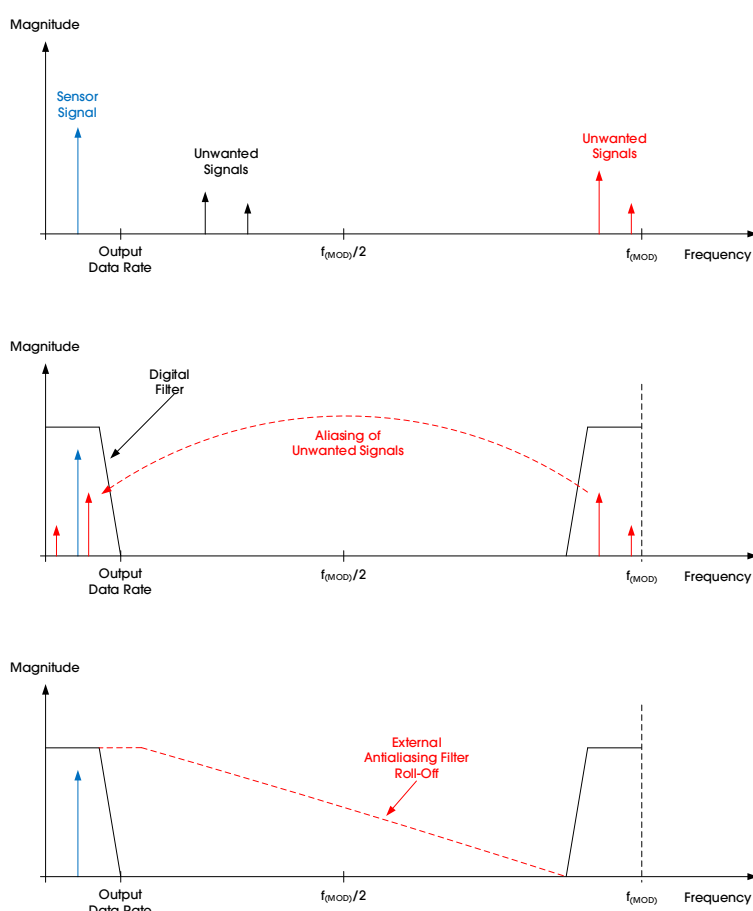 Magnitude
Sensor
Signal
Unwanted
Signals
Unwanted
Signals
Output
Data Rate
f(MOD)/2
f(MOD)
Frequency
Magnitude
Digital
Filter
Aliasing of
Unwanted Signals
Output
Data Rate
f(MOD)/2
f(MOD)
Frequency
Magnitude
External
Antialiasing Filter
Roll-Off
Output
Data Rate
f(MOD)/2
f(MOD)
Frequency